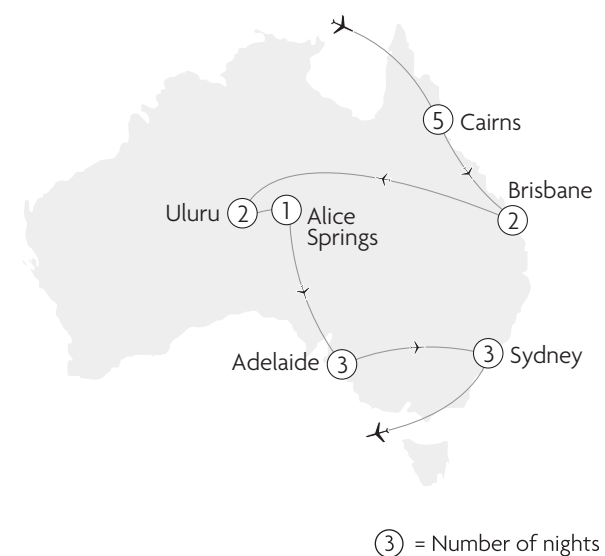 5 Cairns
Brisbane
2
Uluru 2
1 Alice
Springs
Adelaide 3
3 Sydney
3 = Number of nights